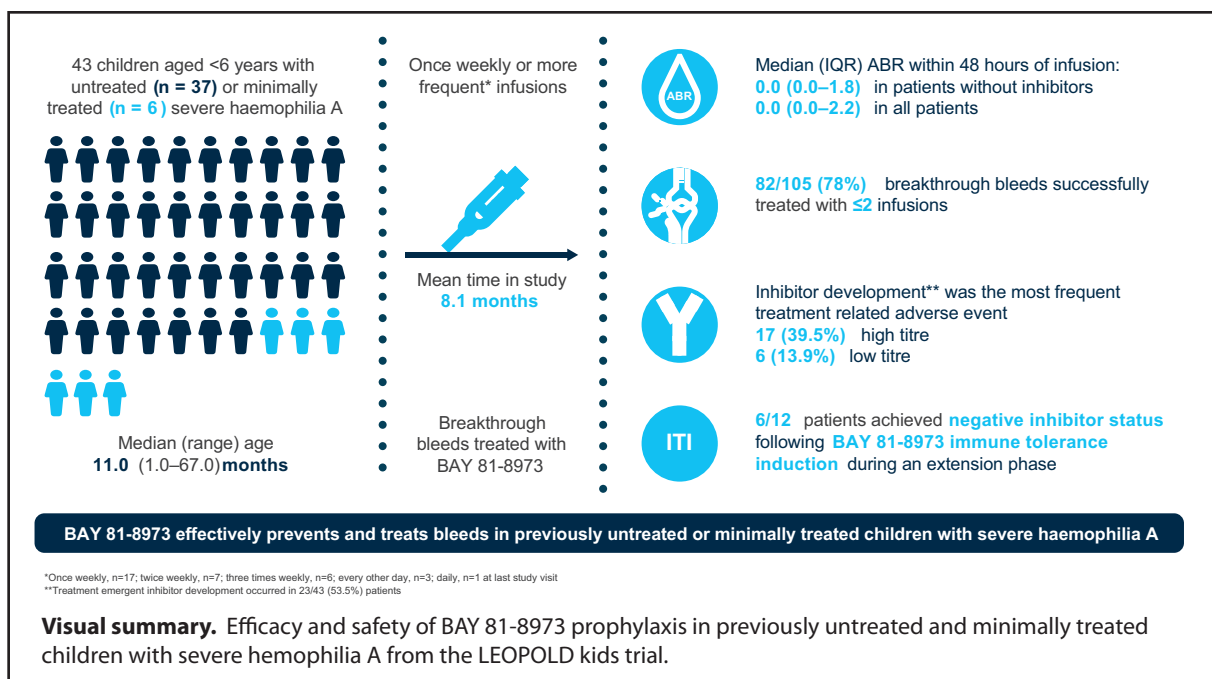 43 children aged <6 years with
untreated (n = 37) or minimally
treated (n = 6 ) severe haemophilia A
Median (range) age
11.0 (1.0–67.0) months
Once weekly or more
frequent* infusions
Mean time in study
8.1 months
Breakthrough
bleeds treated with
BAY 81-8973
ABR
Median (IQR) ABR within 48 hours of infusion:
0.0 (0.0–1.8) in patients without inhibitors
0.0 (0.0–2.2) in all patients
82/105 (78%) breakthrough bleeds successfully
treated with ≤2 infusions
Inhibitor development** was the most frequent
treatment related adverse event
17 (39.5%) high titre
6 (13.9%) low titre
ITI
6/12 patients achieved negative inhibitor status
following BAY 81-8973 immune tolerance
induction during an extension phase
BAY 81-8973 effectively prevents and treats bleeds in previously untreated or minimally treated children with severe haemophilia A
*Once weekly, n=17; twice weekly, n=7; three times weekly, n=6; every other day, n=3; daily, n=1 at last study visit
**Treatment emergent inhibitor development occurred in 23/43 (53.5%) patients
Visual summary. Efficacy and safety of BAY 81-8973 prophylaxis in previously untreated and minimally treated
children with severe hemophilia A from the LEOPOLD kids trial.